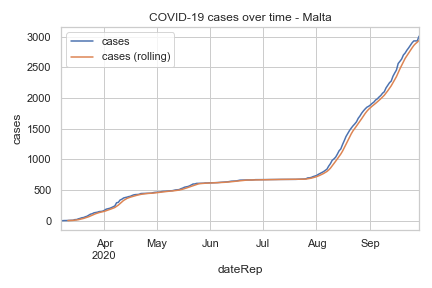 COVID-19 cases over time - Malta
cases
cases (rolling)
3000
2500
2000
1500
1000
500
0
cases
Apr
2020
May
Jun
Jul
Aug
Sep
dateRep